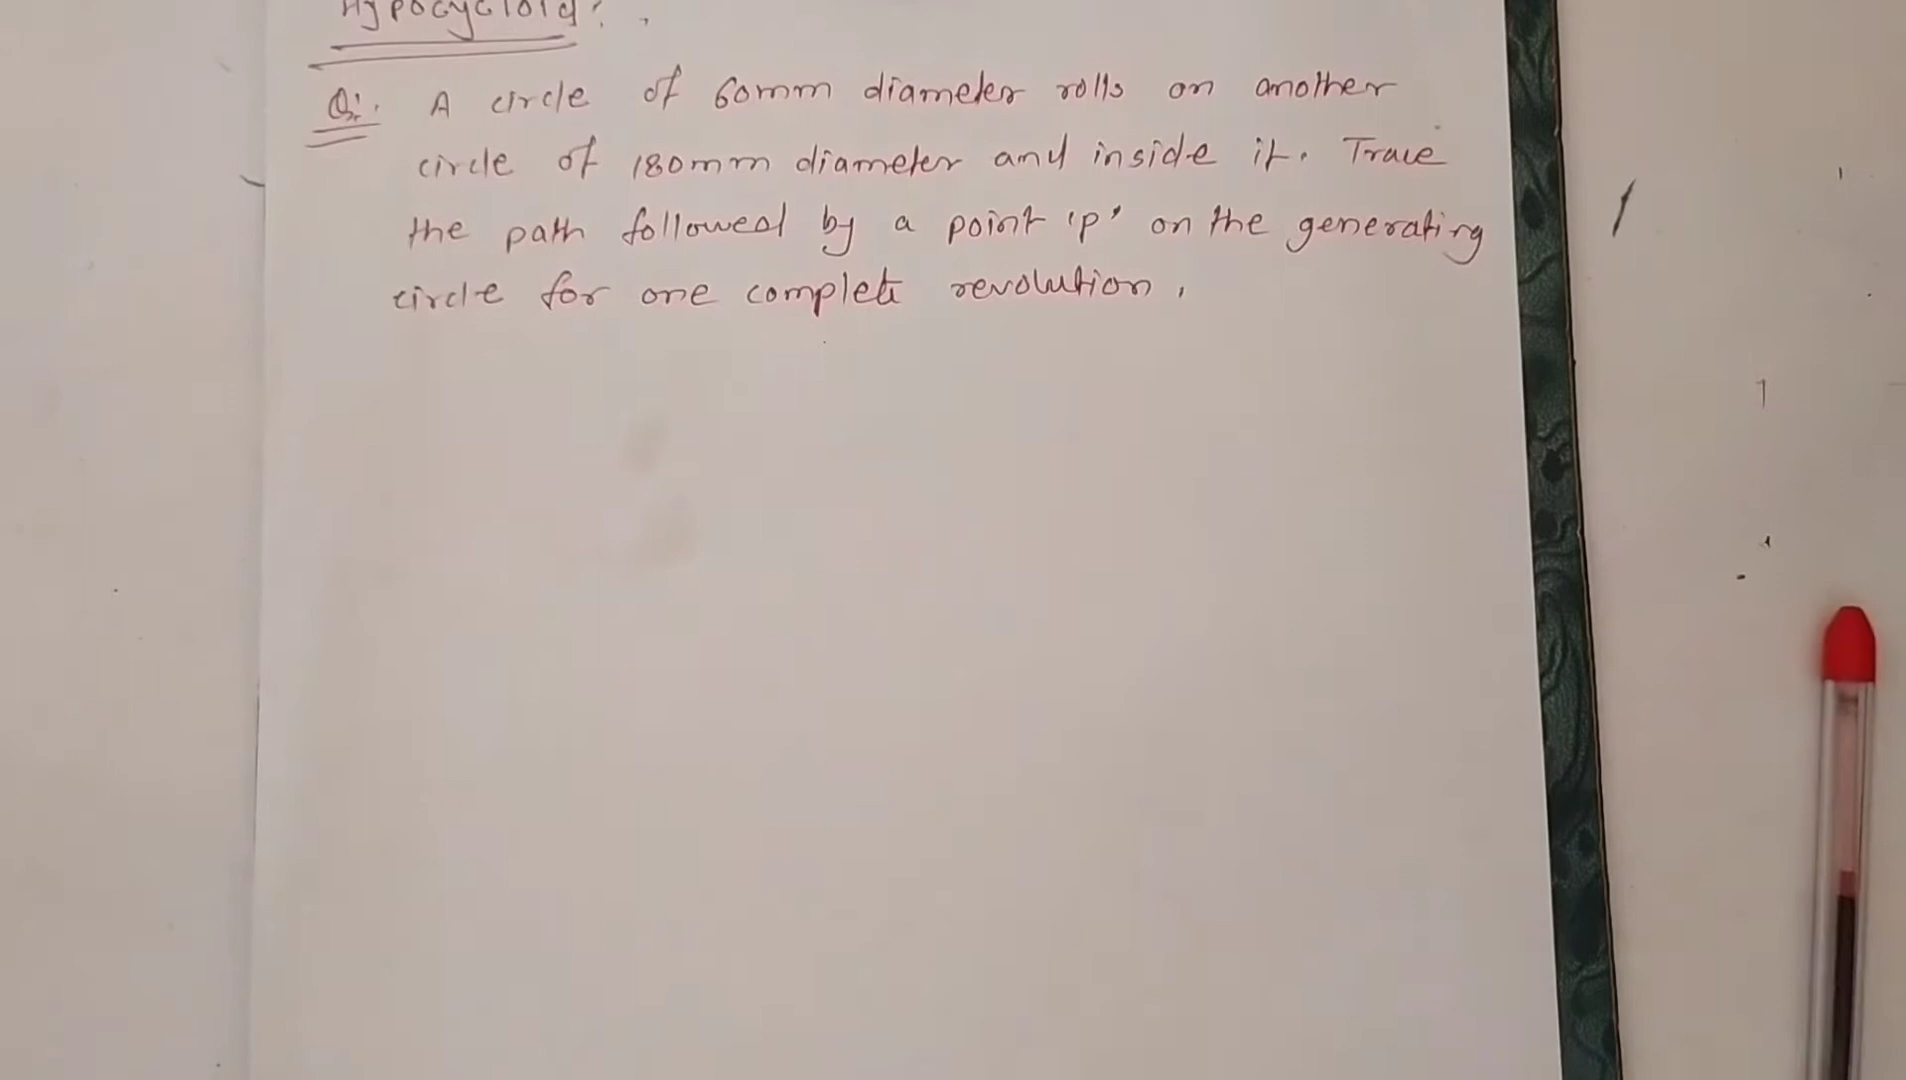 Hypocycloid:
Q:. A circle of 60mm diameter rolls on another
circle of 180mm diameter and inside it. Trace
the path followed by a point 'p' on the generating
circle for one complete revolution.